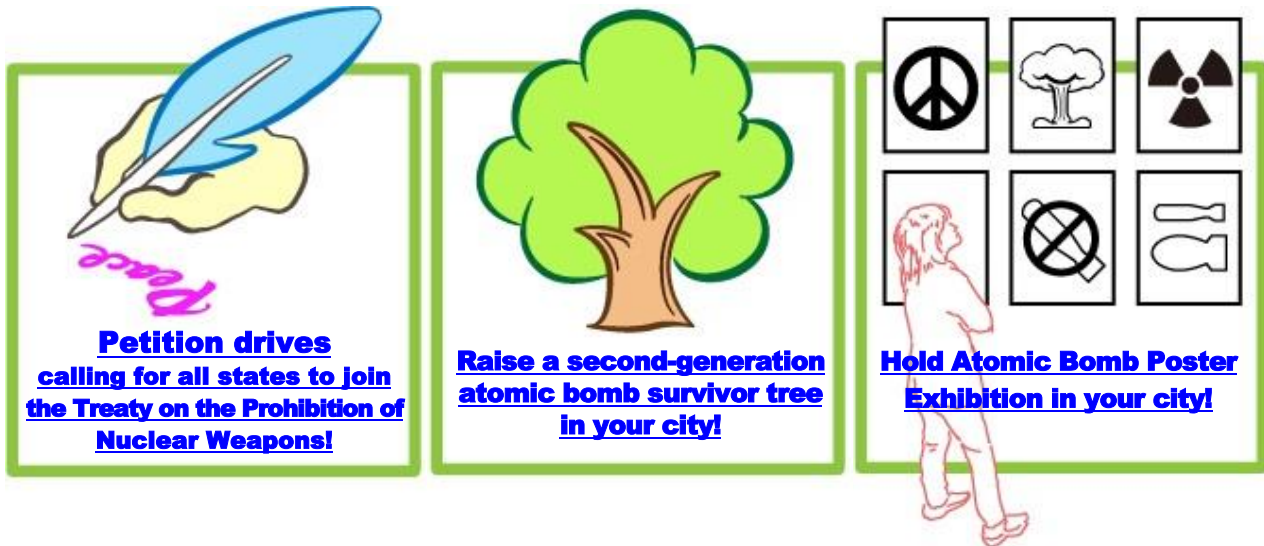 Peace
Petition drives
calling for all states to join
the Treaty on the Prohibition of
Nuclear Weapons!
Raise a second-generation
atomic bomb survivor tree
in your city!
Hold Atomic Bomb Poster
Exhibition in your city!